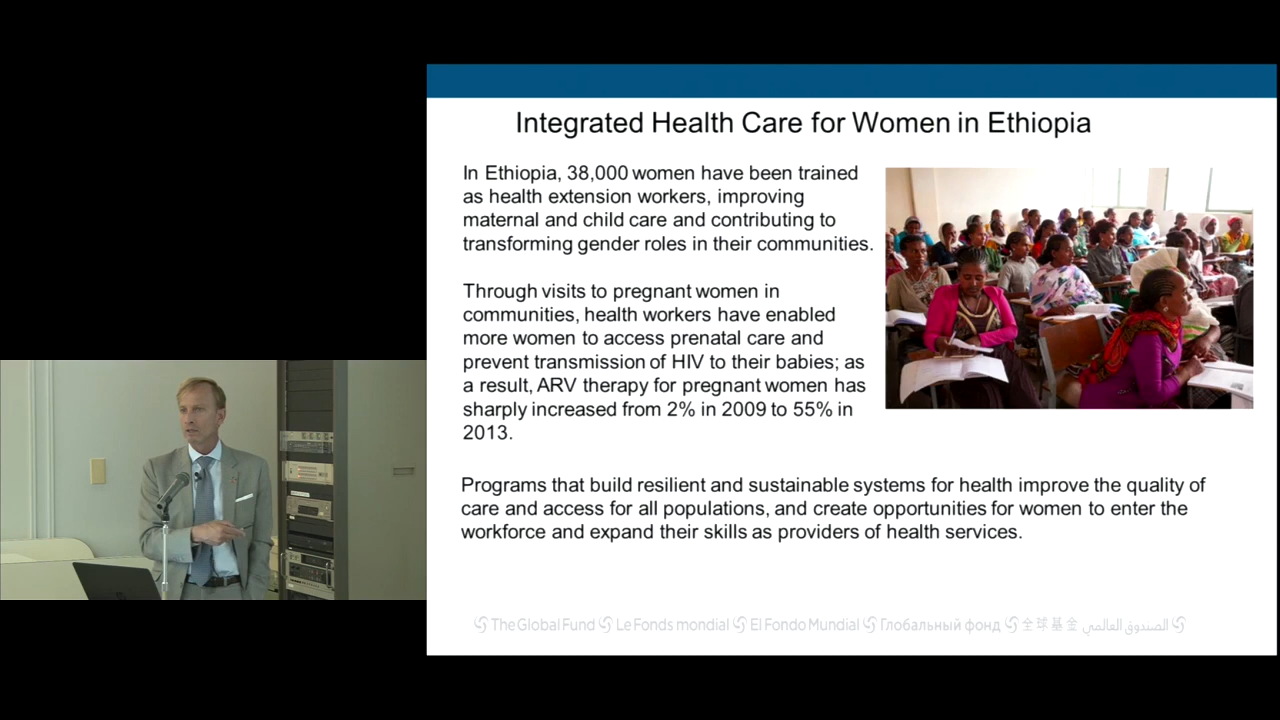 Integrated Health Care for Women in Ethiopia
In Ethiopia, 38,000 women have been trained
as health extension workers, improving
maternal and child care and contributing to
transforming gender roles in their communities.
Through visits to pregnant women in
communities, health workers have enabled
more women to access prenatal care and
prevent transmission of HIV to their babies; as
a result, ARV therapy for pregnant women has
sharply increased from 2% in 2009 to 55% in
2013.
Programs that build resilient and sustainable systems for health improve the quality of
care and access for all populations, and create opportunities for women to enter the
workforce and expand their skills as providers of health services.
The Global Fund Le Fonds mondial El Fondo Mundial Глобальный фонд 全球基金 الصندوق العالمي